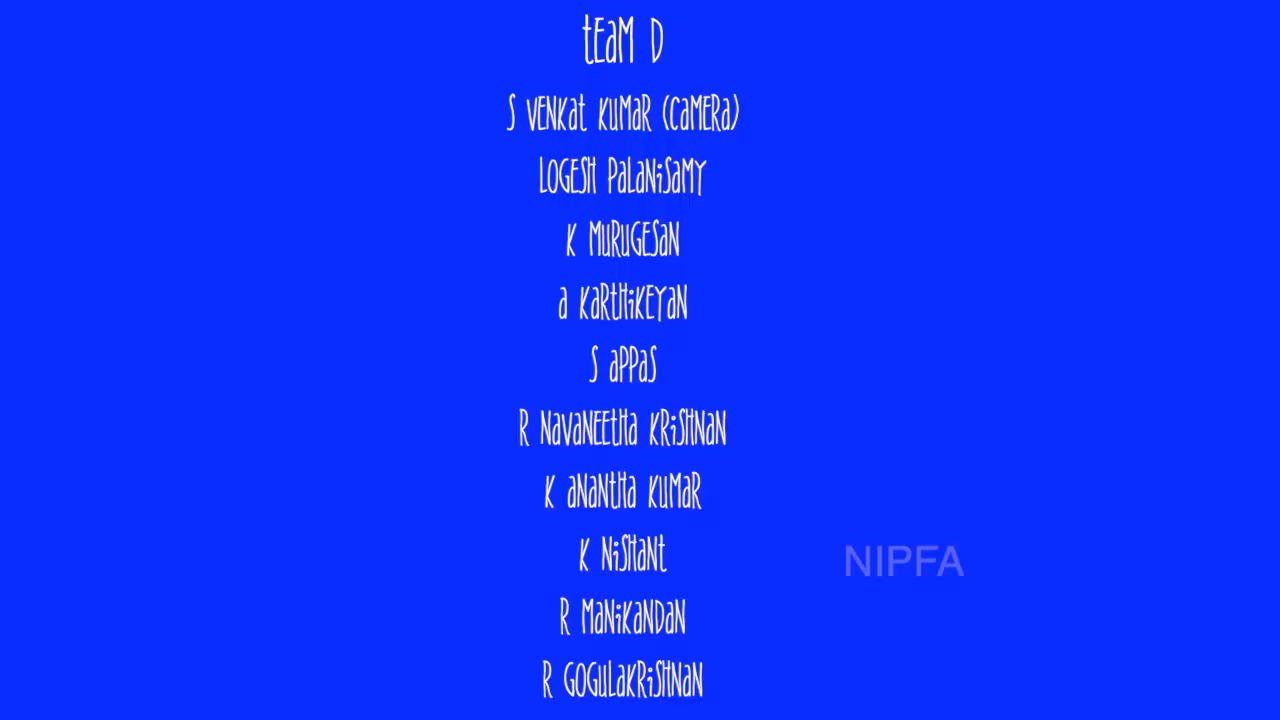 tEaM D
S VENKat KuMaR (CaMERa)
LOGESH PaLaNiSaMY
K MuRuGESaN
a KaRtHiKEYaN
S aPPaS
R NaVaNEEtHa KRiSHNaN
K aNaNtHa KuMaR
K NiSHaNt
R MaNiKaNDaN
R GOGuLaKRiSHNaN
NIPFA